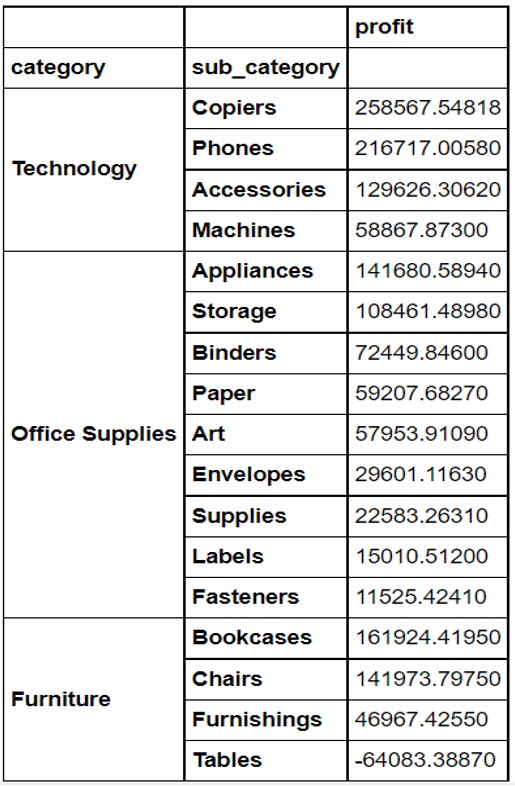 profit
category sub_category
Technology Copiers 258567.54818
Phones 216717.00580
Accessories 129626.30620
Machines 58867.87300
Office Supplies Appliances 141680.58940
Storage 108461.48980
Binders 72449.84600
Paper 59207.68270
Art 57953.91090
Envelopes 29601.11630
Supplies 22583.26310
Labels 15010.51200
Fasteners 11525.42410
Furniture Bookcases 161924.41950
Chairs 141973.79750
Furnishings 46967.42550
Tables -64083.38870